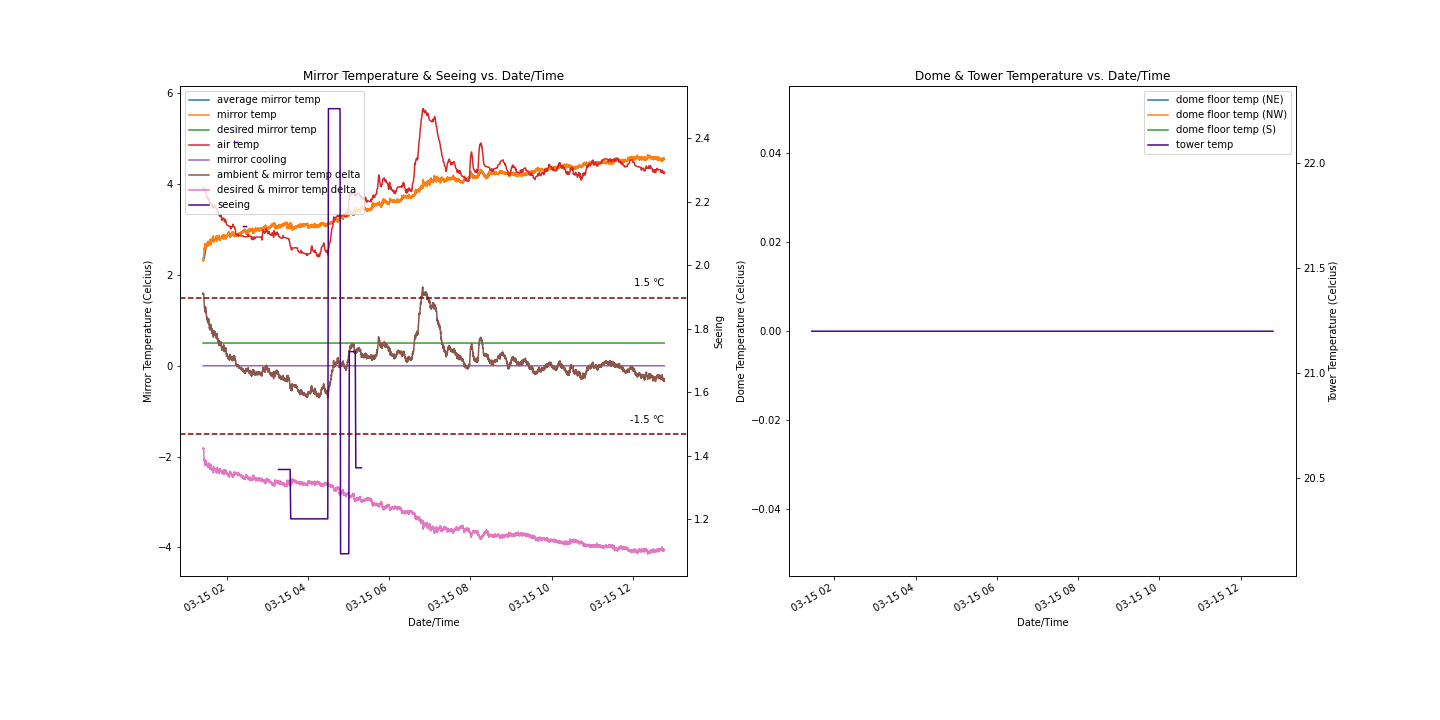 Mirror Temperature & Seeing vs. Date/Time
6
4
2
0
−2
−4
Mirror Temperature (Celcius)
average mirror temp
mirror temp
desired mirror temp
air temp
mirror cooling
ambient & mirror temp delta
desired & mirror temp delta
seeing
1.5 °C
-1.5 °C
2.4
2.2
2.0
1.8
1.6
1.4
1.2
Seeing
03-15 02
03-15 04
03-15 06
03-15 08
03-15 10
03-15 12
Date/Time
Dome & Tower Temperature vs. Date/Time
0.04
0.02
0.00
−0.02
−0.04
Dome Temperature (Celcius)
dome floor temp (NE)
dome floor temp (NW)
dome floor temp (S)
tower temp
22.0
21.5
21.0
20.5
Tower Temperature (Celcius)
03-15 02
03-15 04
03-15 06
03-15 08
03-15 10
03-15 12
Date/Time